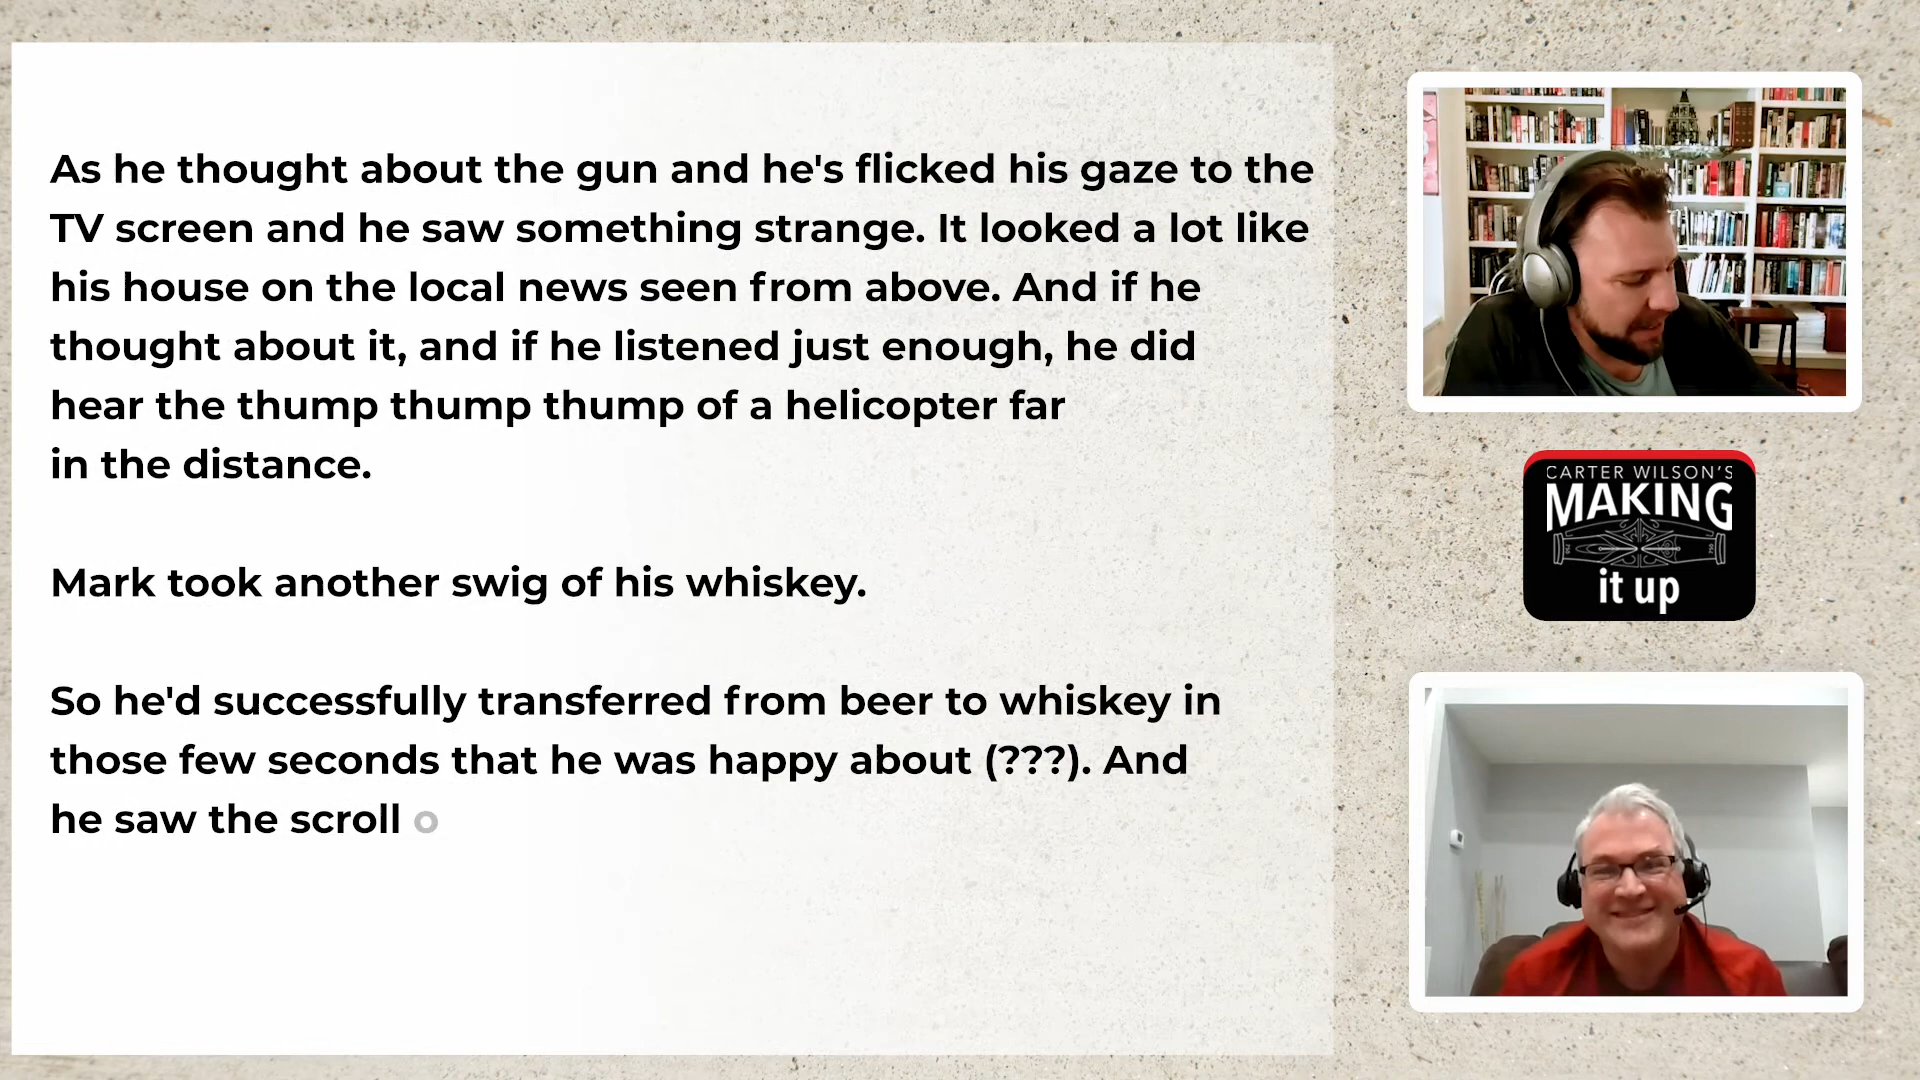 As he thought about the gun and he's flicked his gaze to the
TV screen and he saw something strange. It looked a lot like
his house on the local news seen from above. And if he
thought about it, and if he listened just enough, he did
hear the thump thump thump of a helicopter far
in the distance.
Mark took another swig of his whiskey.
So he'd successfully transferred from beer to whiskey in
those few seconds that he was happy about (???). And
he saw the scroll o
CARTER WILSON'S
MAKING
it up